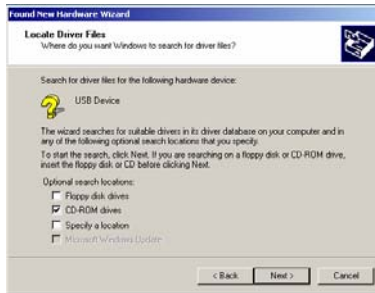 Found New Hardware Wizard
Locate Driver Files
Where do you want Windows to search for driver files?
Search for driver files for the following hardware device:
USB Device
The wizard searches for suitable drivers in its driver database on your computer and in
any of the following optional search locations that you specify.
To start the search, click Next. If you are searching on a floppy disk or CD-ROM drive,
insert the floppy disk or CD before clicking Next.
Optional search locations:
Floppy disk drives
CD-ROM drives
Specify a location
Microsoft Windows Update
< Back
Next >
Cancel